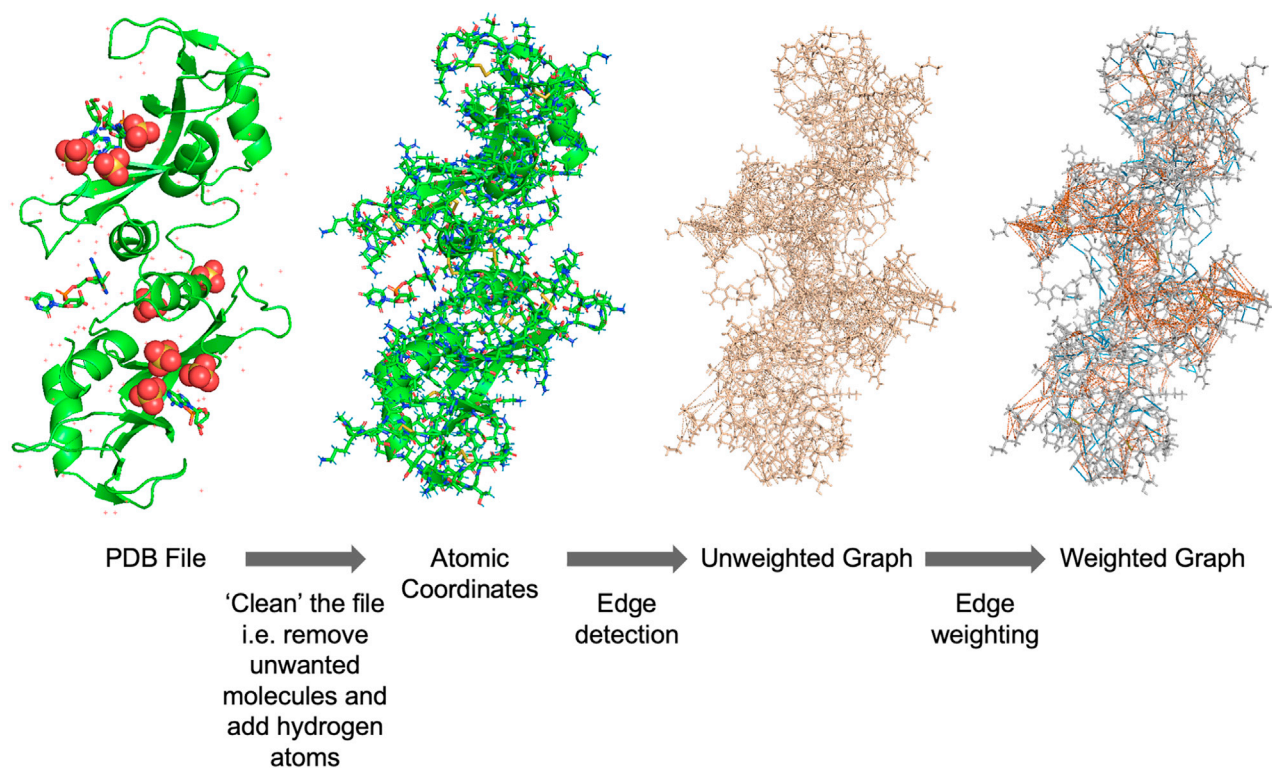 PDB File
Atomic
Coordinates
Unweighted Graph
Weighted Graph
‘Clean’ the file
i.e. remove
unwanted
molecules and
add hydrogen
atoms
Edge
detection
Edge
weighting